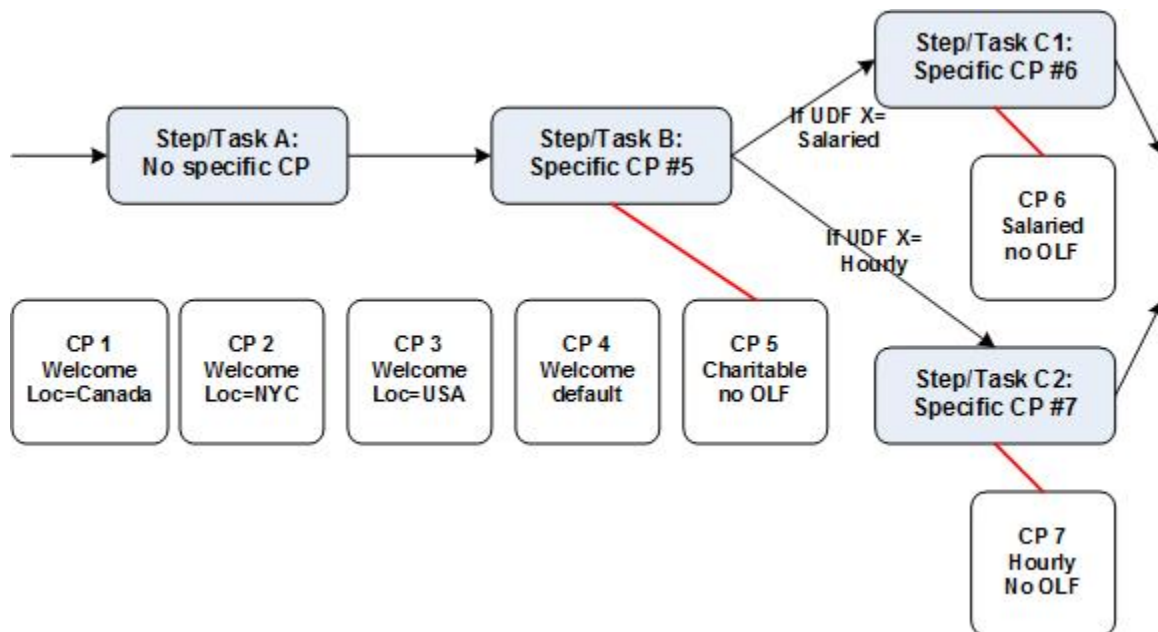 Step/Task C1:
Specific CP #6
If UDF X=
Salaried
Step/Task A:
No specific CP
Step/Task B:
Specific CP #5
CP 6
Salaried
no OLF
If UDF X=
Hourly
CP 1
Welcome
Loc=Canada
CP 2
Welcome
Loc=NYC
CP 3
Welcome
Loc=USA
CP 4
Welcome
default
CP 5
Charitable
no OLF
Step/Task C2:
Specific CP #7
CP 7
Hourly
No OLF